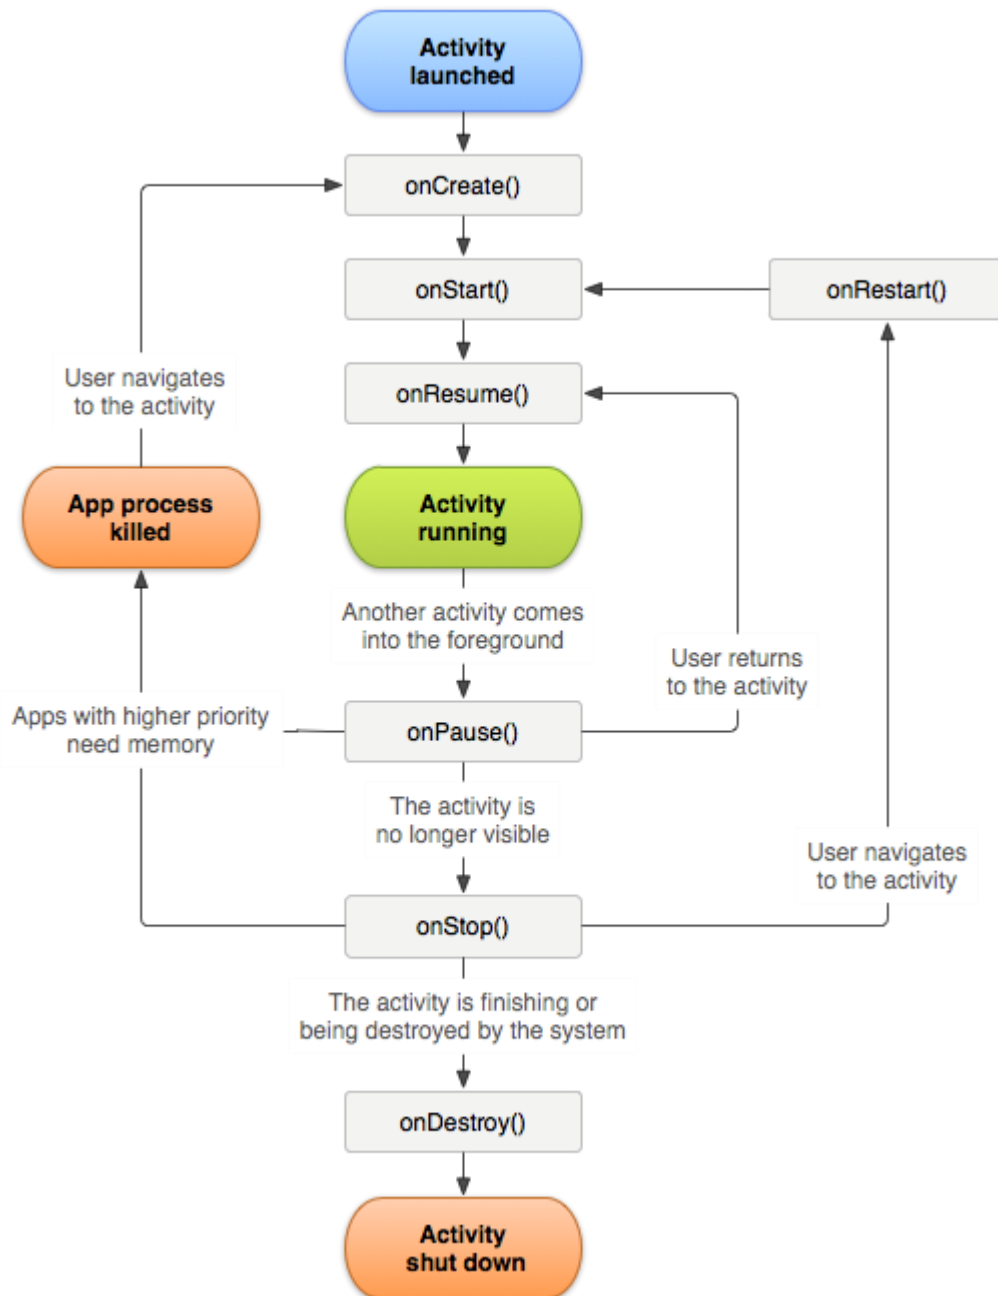 Activity
launched
onCreate()
onStart()
onRestart()
User navigates
to the activity
onResume()
App process
killed
Activity
running
Another activity comes
into the foreground
User returns
to the activity
Apps with higher priority
need memory
onPause()
The activity is
no longer visible
User navigates
to the activity
onStop()
The activity is finishing or
being destroyed by the system
onDestroy()
Activity
shut down